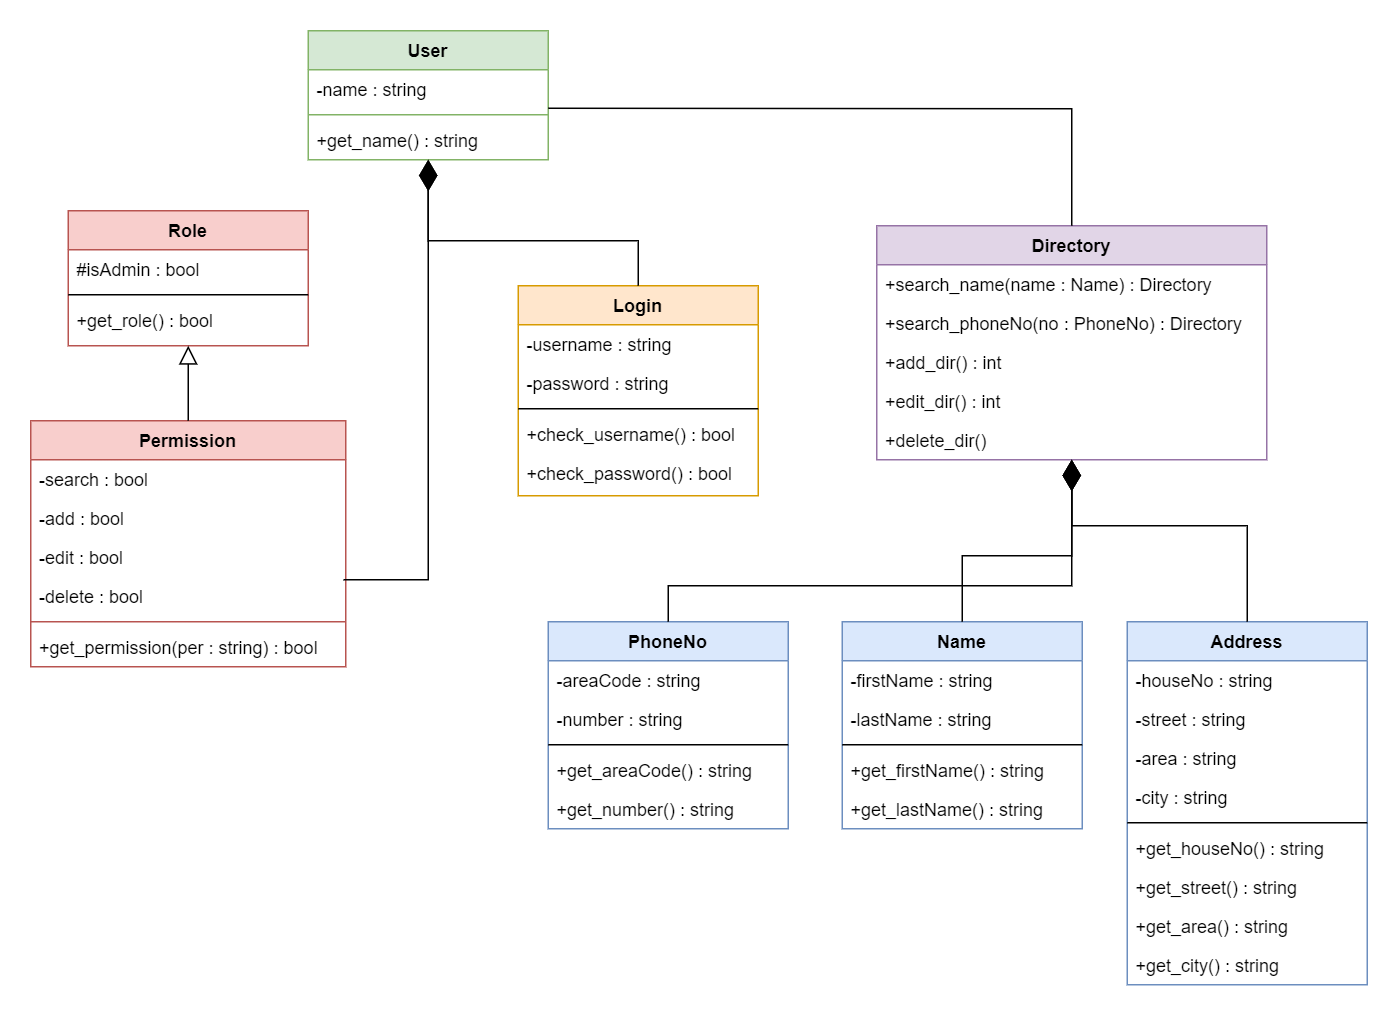 User
-name : string
+get_name() : string
Role
#isAdmin : bool
+get_role() : bool
Permission
-search : bool
-add : bool
-edit : bool
-delete : bool
+get_permission(per : string) : bool
Login
-username : string
-password : string
+check_username() : bool
+check_password() : bool
Directory
+search_name(name : Name) : Directory
+search_phoneNo(no : PhoneNo) : Directory
+add_dir() : int
+edit_dir() : int
+delete_dir()
PhoneNo
-areaCode : string
-number : string
+get_areaCode() : string
+get_number() : string
Name
-firstName : string
-lastName : string
+get_firstName() : string
+get_lastName() : string
Address
-houseNo : string
-street : string
-area : string
-city : string
+get_houseNo() : string
+get_street() : string
+get_area() : string
+get_city() : string